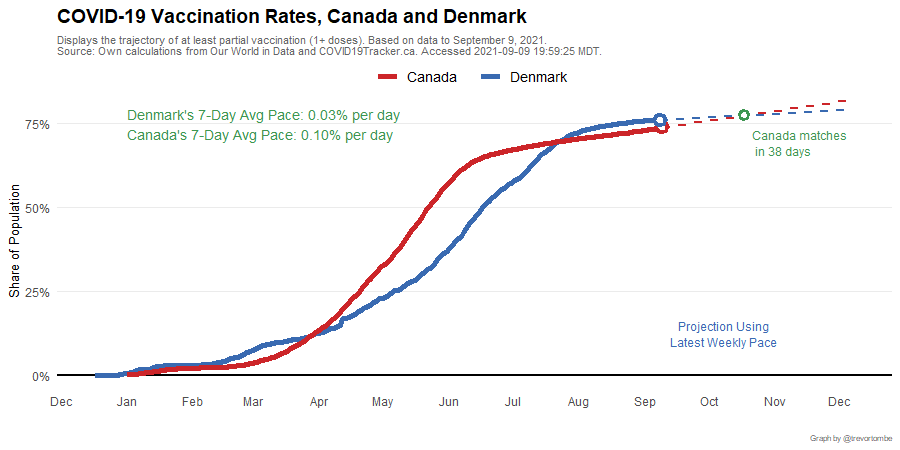 COVID-19 Vaccination Rates, Canada and Denmark
Displays the trajectory of at least partial vaccination (1+ doses). Based on data to September 9, 2021.
Source: Own calculations from Our World in Data and COVID19Tracker.ca. Accessed 2021-09-09 19:59:25 MDT.
Canada Denmark
Denmark's 7-Day Avg Pace: 0.03% per day
Canada's 7-Day Avg Pace: 0.10% per day
Canada matches
in 38 days
75%
50%
25%
0%
Share of Population
Projection Using
Latest Weekly Pace
Dec Jan Feb Mar Apr May Jun Jul Aug Sep Oct Nov Dec
Graph by @trevortombe